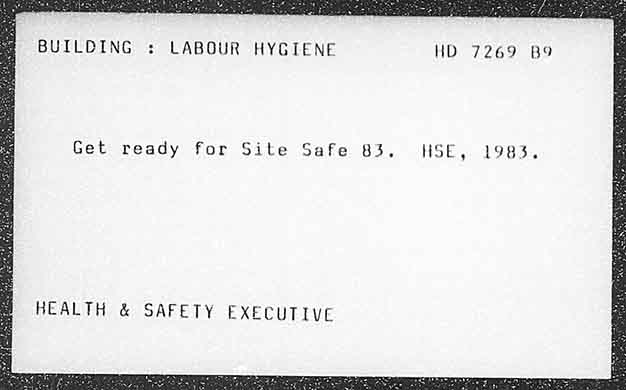 BUILDING : LABOUR HYGIENE HD 7269 B9
Get ready for Site Safe 83. HSE, 1983.
HEALTH & SAFETY EXECUTIVE